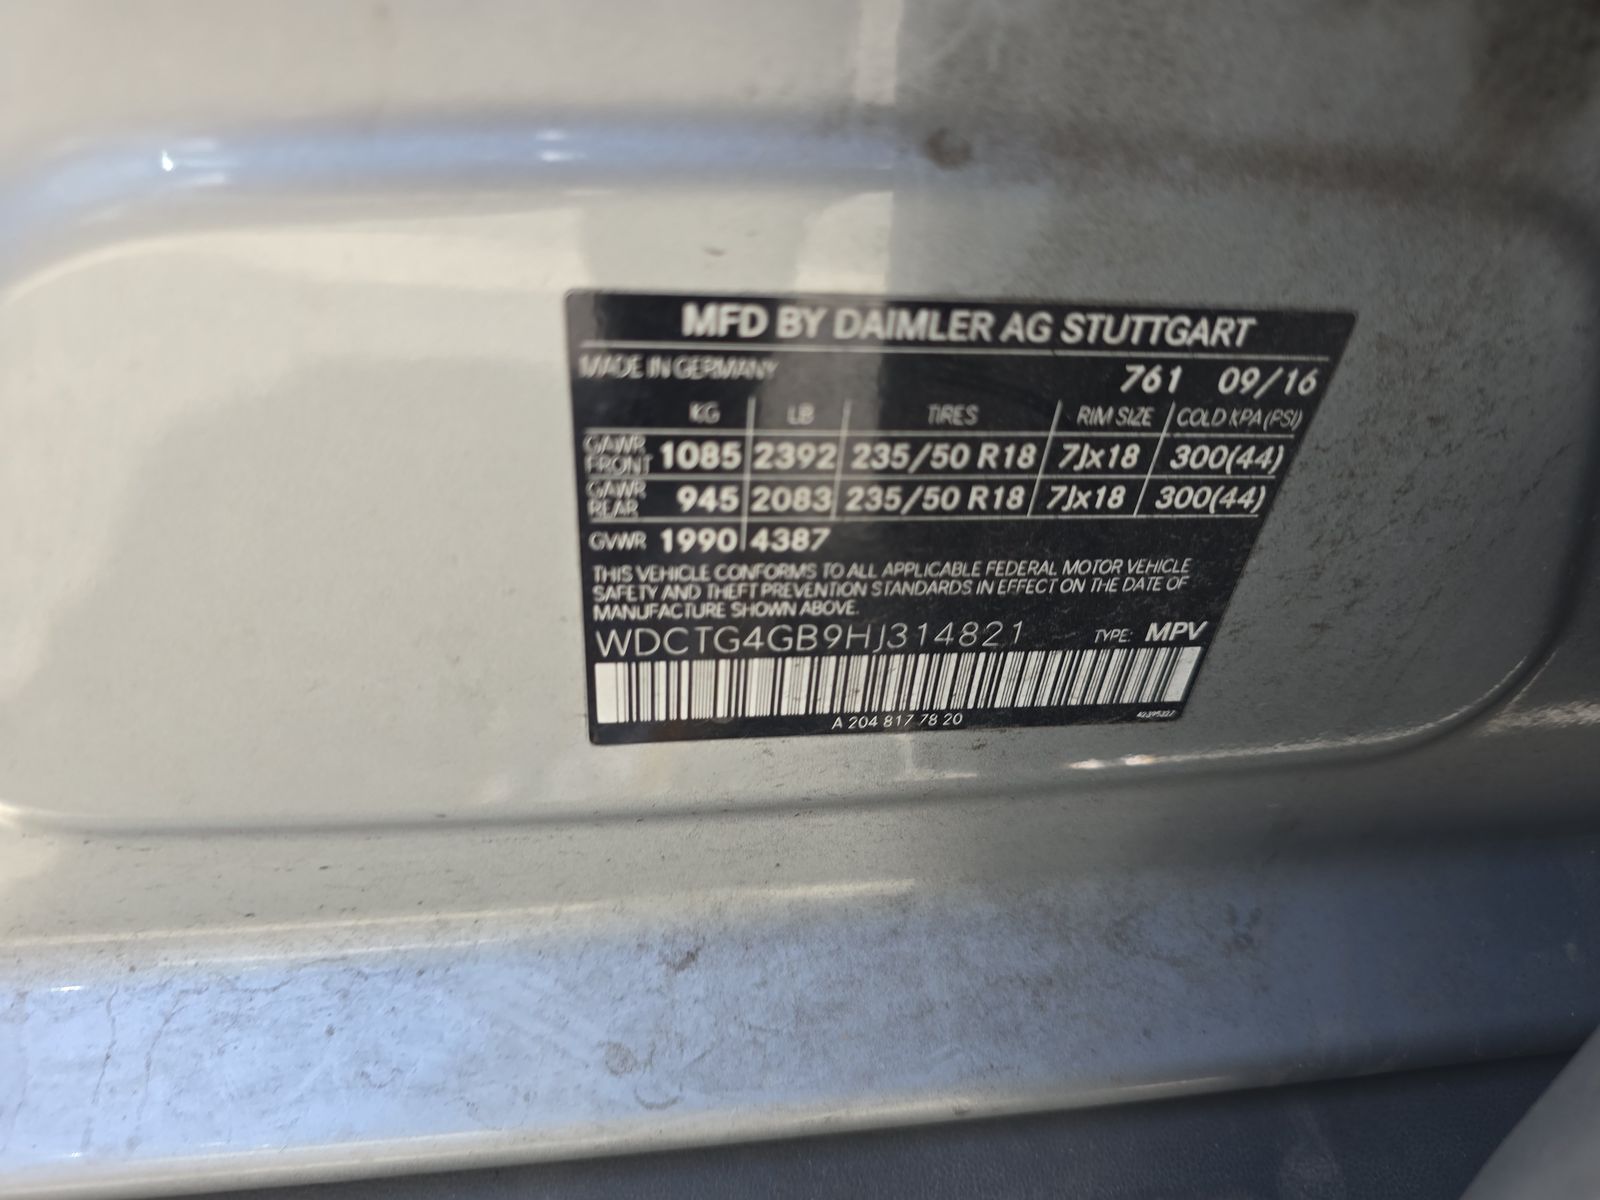 MFD BY DAIMLER AG STUTTGART
MADE IN GERMANY 761 09/16
KG LB TIRES RIM SIZE COLD KPA (PSI)
GAWR FRONT 1085 2392 235/50 R18 7Jx18 300(44)
GAWR REAR 945 2083 235/50 R18 7Jx18 300(44)
GVWR 1990 4387
THIS VEHICLE CONFORMS TO ALL APPLICABLE FEDERAL MOTOR VEHICLE
SAFETY AND THEFT PREVENTION STANDARDS IN EFFECT ON THE DATE OF
MANUFACTURE SHOWN ABOVE.
WDCTG4GB9HJ314821 TYPE: MPV
A 204 817 78 20